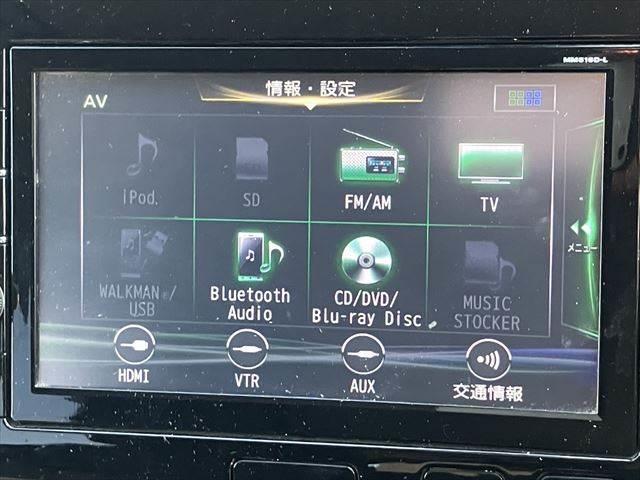 MM516D-L
情報・設定
AV
iPod
SD
FM/AM
TV
メニュー
WALKMAN®/
USB
Bluetooth
Audio
CD/DVD/
Blu-ray Disc
MUSIC
STOCKER
HDMI
VTR
AUX
交通情報